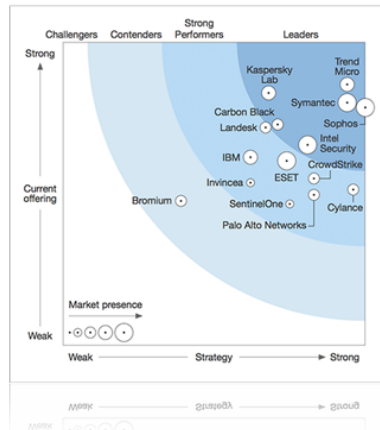 Challengers
Contenders
Strong
Performers
Leaders
Strong
Current
offering
Weak
Kaspersky
Lab
Trend
Micro
Carbon Black
Symantec
Landesk
Sophos
Intel
Security
IBM
CrowdStrike
ESET
Invincea
Bromium
SentinelOne
Cylance
Palo Alto Networks
Market presence
Weak
Strategy
Strong